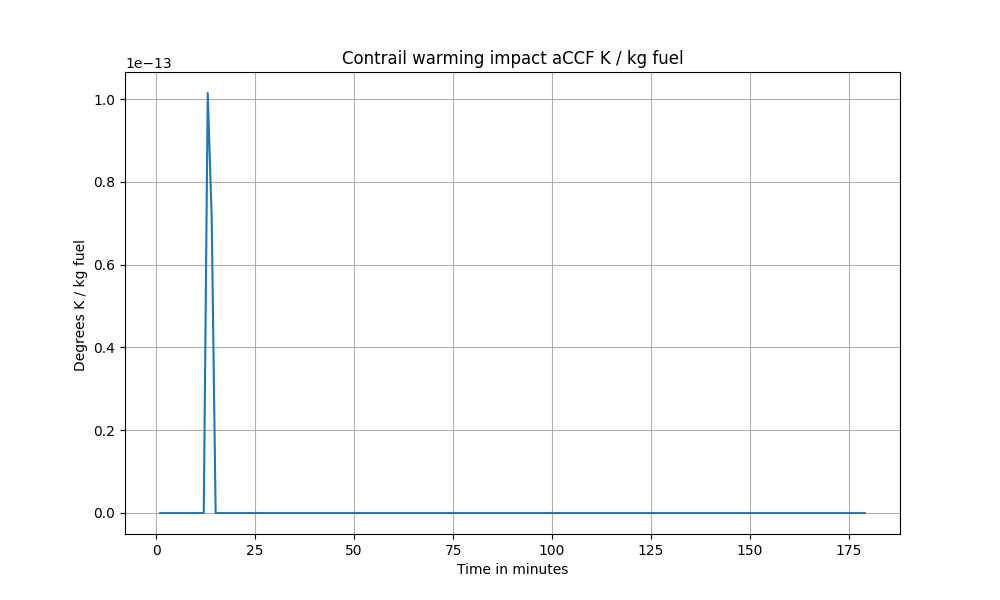 Contrail warming impact aCCF K / kg fuel
1e−13
1.0
0.8
0.6
0.4
0.2
0.0
Degrees K / kg fuel
0 25 50 75 100 125 150 175
Time in minutes